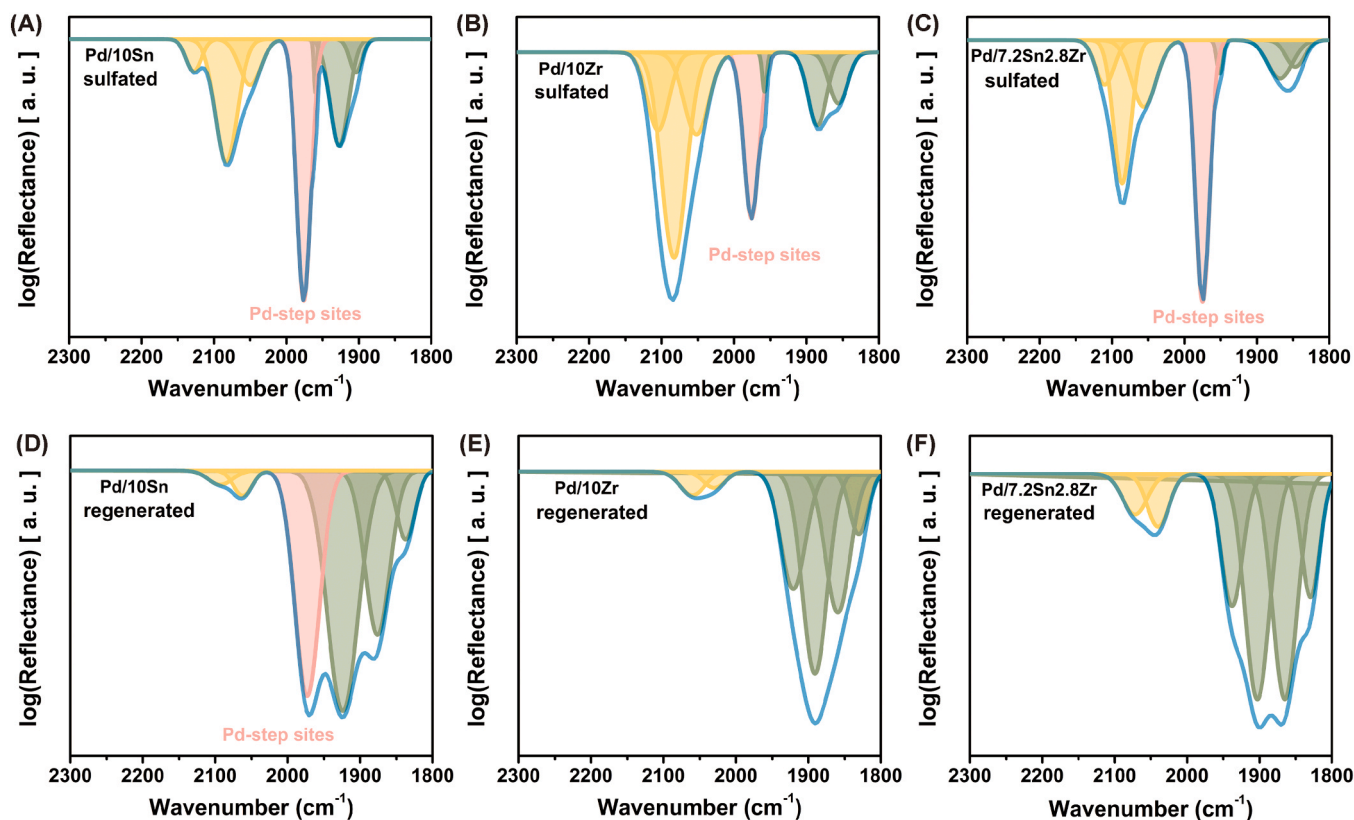 (A)
Pd/10Sn
sulfated
Pd-step sites
log(Reflectance) [ a. u. ]
2300 2200 2100 2000 1900 1800
Wavenumber (cm⁻¹)
(B)
Pd/10Zr
sulfated
Pd-step sites
log(Reflectance) [ a. u. ]
2300 2200 2100 2000 1900 1800
Wavenumber (cm⁻¹)
(C)
Pd/7.2Sn2.8Zr
sulfated
Pd-step sites
log(Reflectance) [ a. u. ]
2300 2200 2100 2000 1900 1800
Wavenumber (cm⁻¹)
(D)
Pd/10Sn
regenerated
Pd-step sites
log(Reflectance) [ a. u. ]
2300 2200 2100 2000 1900 1800
Wavenumber (cm⁻¹)
(E)
Pd/10Zr
regenerated
log(Reflectance) [ a. u. ]
2300 2200 2100 2000 1900 1800
Wavenumber (cm⁻¹)
(F)
Pd/7.2Sn2.8Zr
regenerated
log(Reflectance) [ a. u. ]
2300 2200 2100 2000 1900 1800
Wavenumber (cm⁻¹)